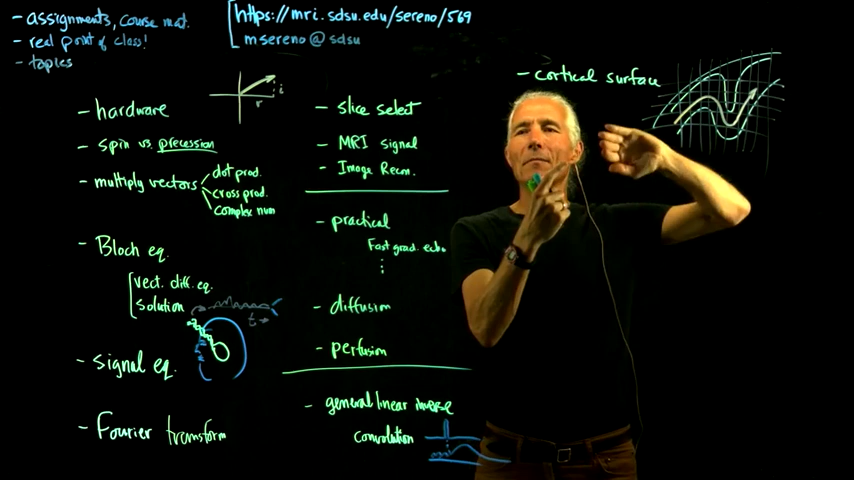 - assignments, course mat.
- real point of class!
- topics
https://mri.sdsu.edu/sereno/569
msereno@sdsu
- hardware
r
i
- spin vs. precession
- multiply vectors
dot prod.
cross prod.
complex num
- Bloch eq.
vect. diff. eq.
solution
t →
- signal eq.
- Fourier transform
- slice select
- MRI signal
- Image Recon.
- practical
Fast grad. echo
⋮
- diffusion
- perfusion
- general linear inverse
convolution
- cortical surface